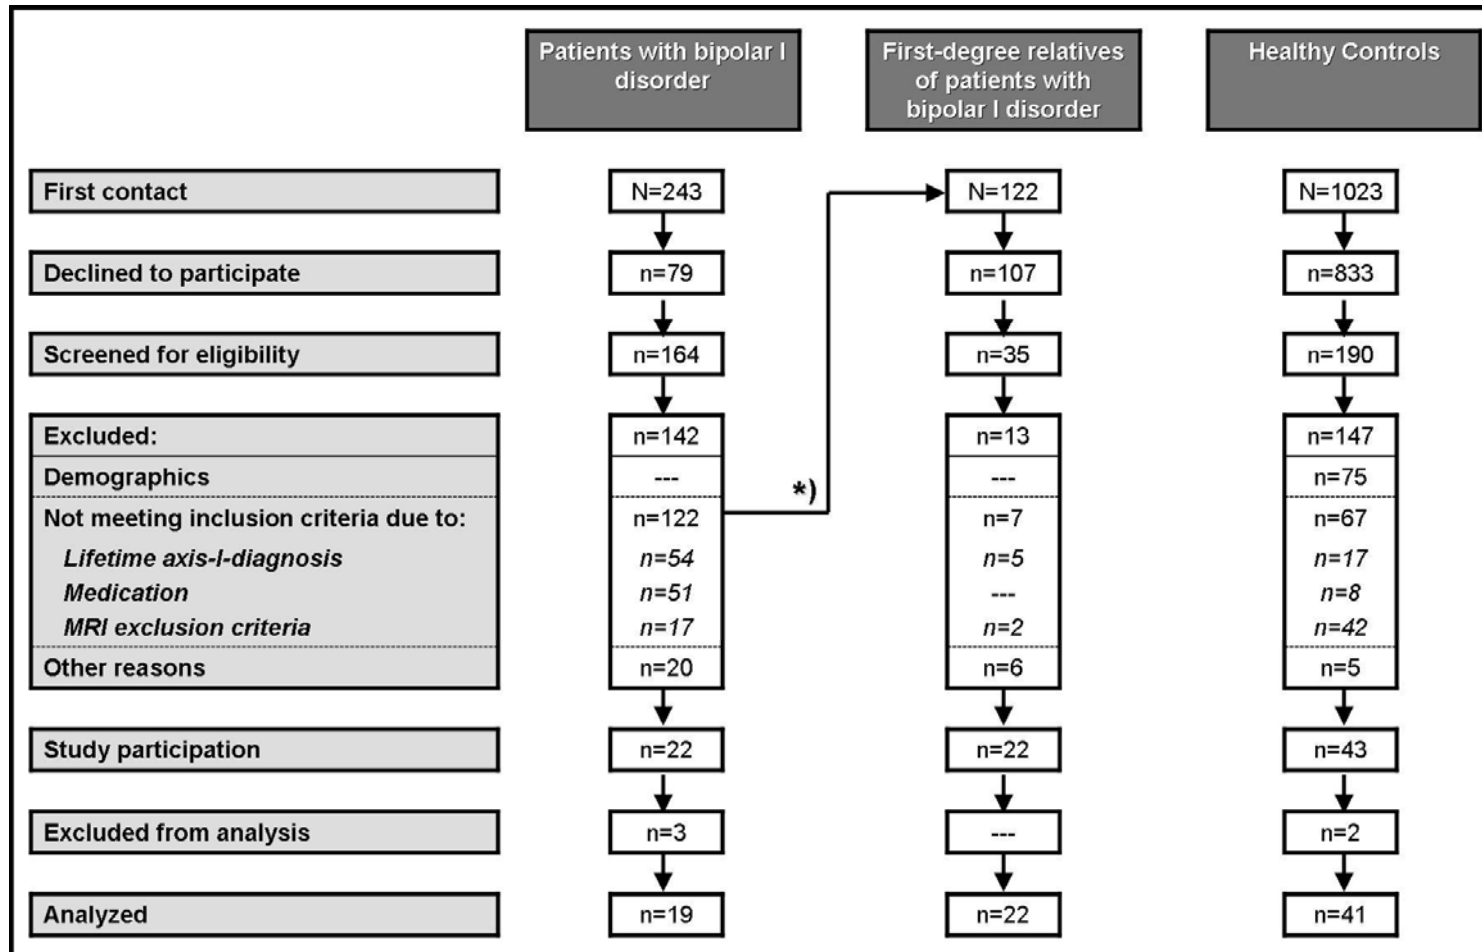 Patients with bipolar I
disorder
First-degree relatives
of patients with
bipolar I disorder
Healthy Controls
First contact N=243 N=122 N=1023
Declined to participate n=79 n=107 n=833
Screened for eligibility n=164 n=35 n=190
Excluded: n=142 n=13 n=147
Demographics --- --- n=75
*)
Not meeting inclusion criteria due to: n=122 n=7 n=67
Lifetime axis-I-diagnosis n=54 n=5 n=17
Medication n=51 --- n=8
MRI exclusion criteria n=17 n=2 n=42
Other reasons n=20 n=6 n=5
Study participation n=22 n=22 n=43
Excluded from analysis n=3 --- n=2
Analyzed n=19 n=22 n=41